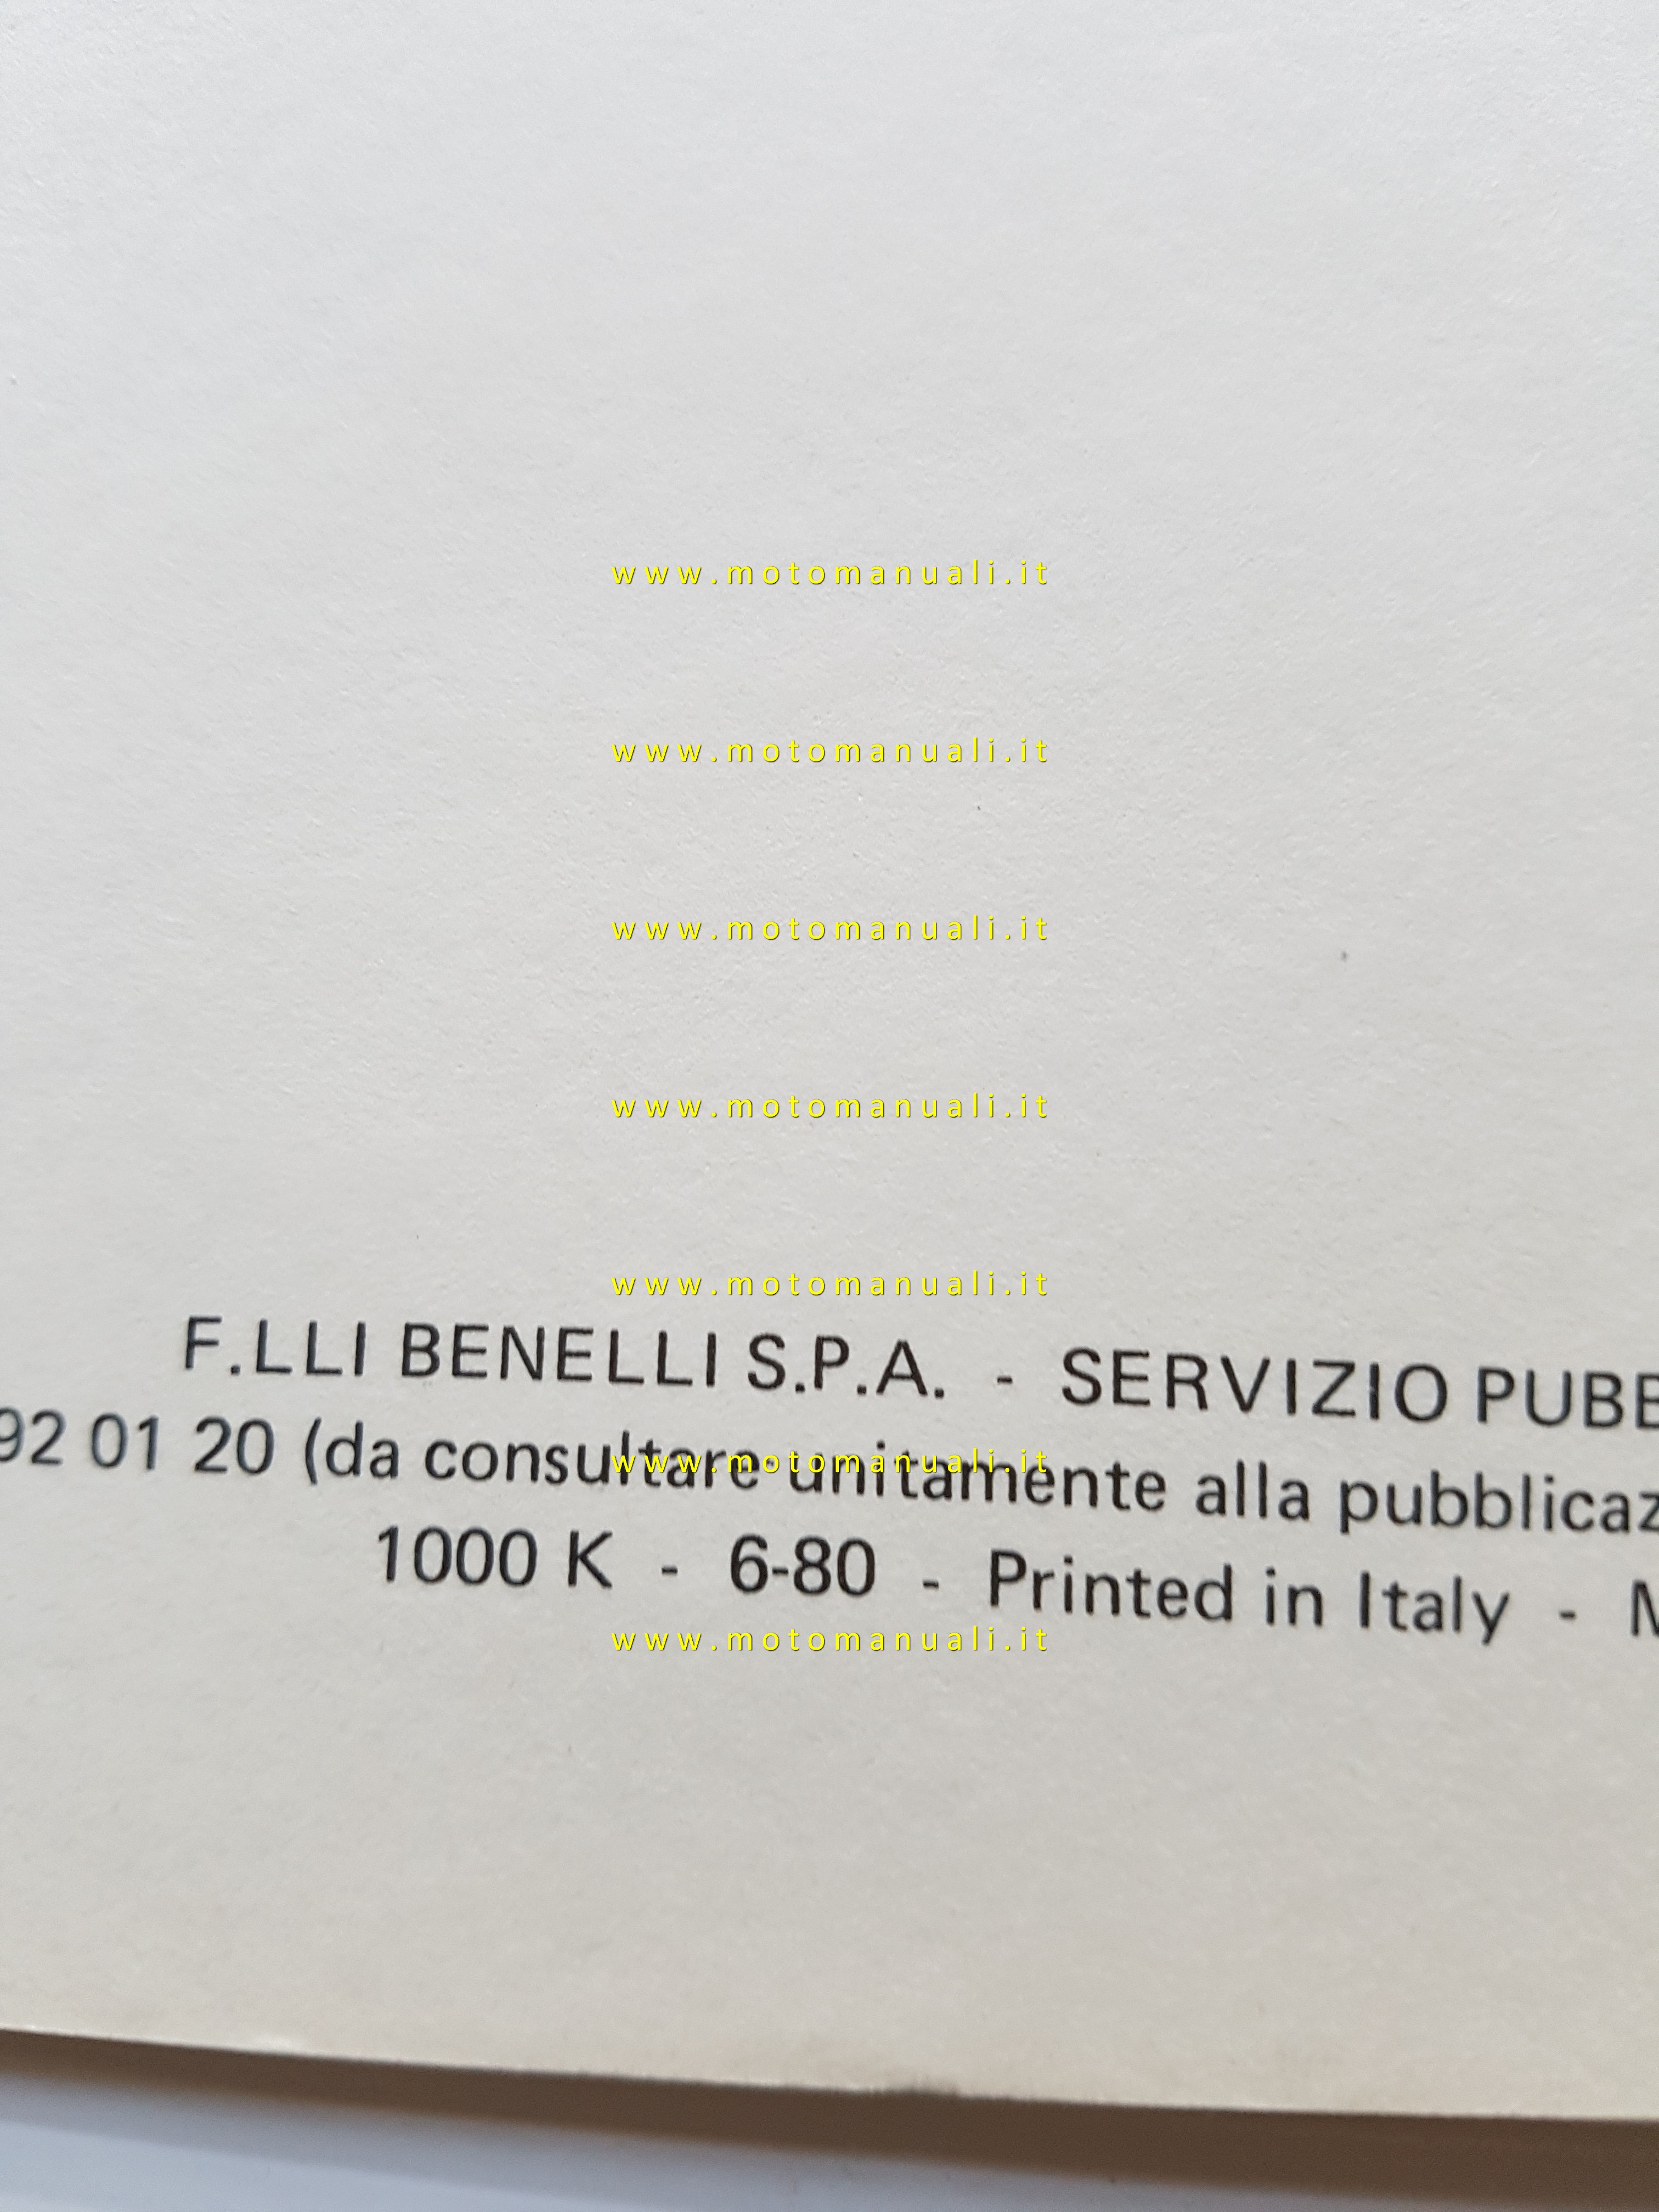 www.motomanuali.it
www.motomanuali.it
www.motomanuali.it
www.motomanuali.it
www.motomanuali.it
F.LLI BENELLI S.P.A. - SERVIZIO PUBB
92 01 20 (da consultare unitamente alla pubblicaz
www.motomanuali.it
1000 K - 6-80 - Printed in Italy - M
www.motomanuali.it